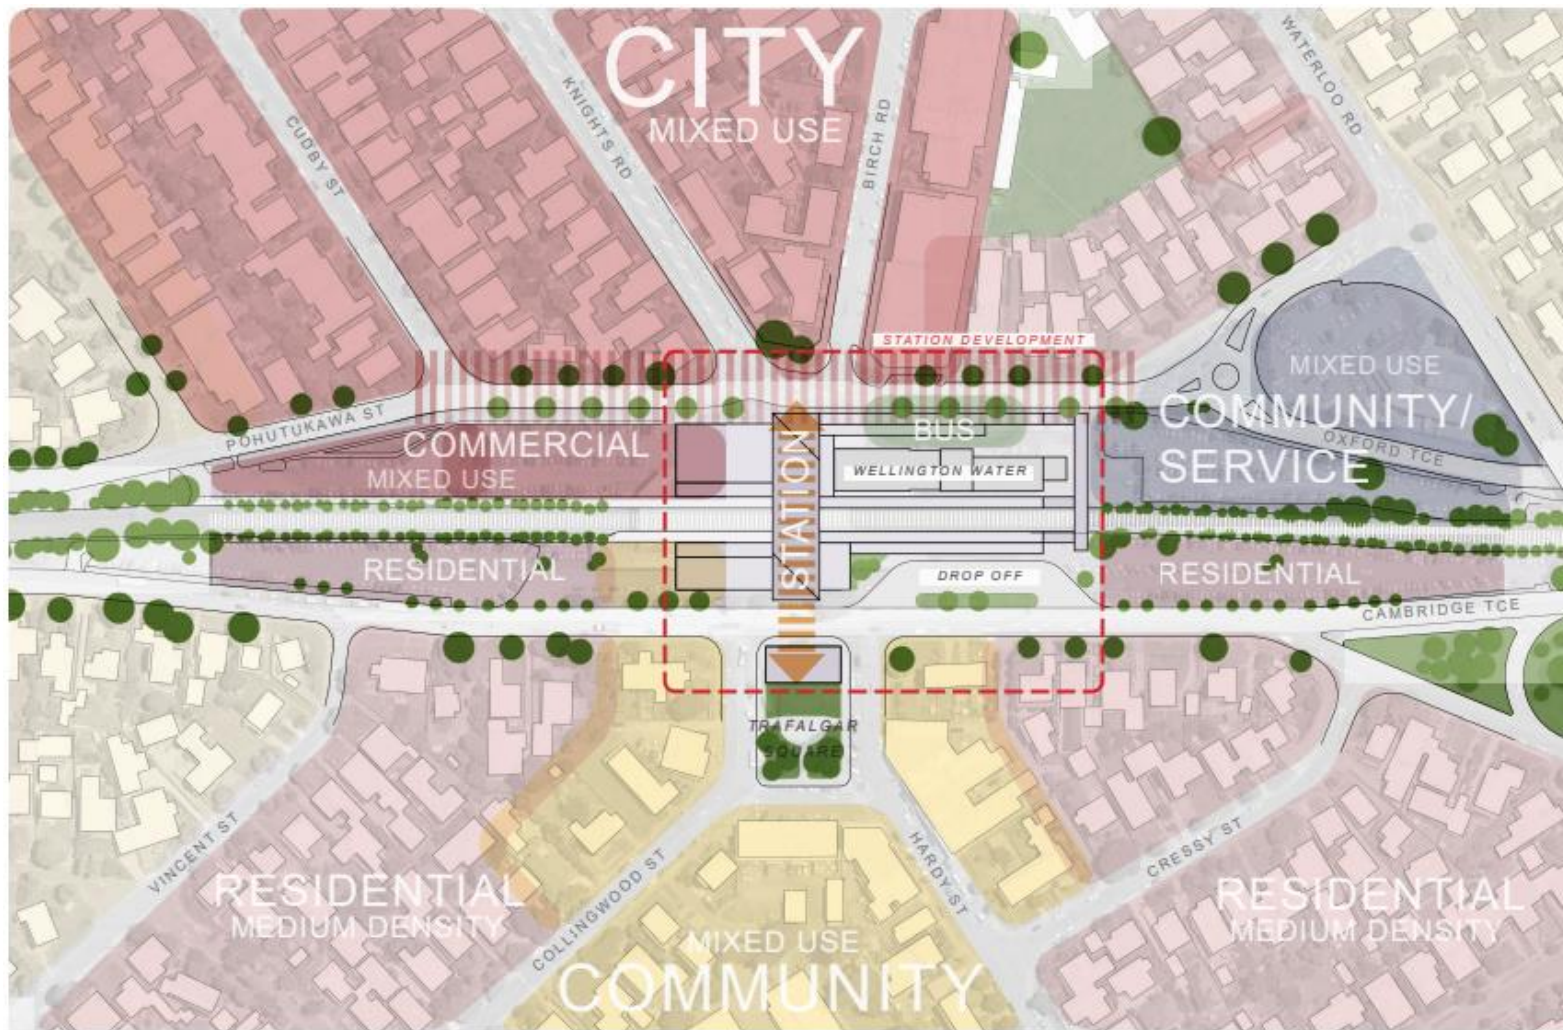 CITY
MIXED USE
WATERLOO RD
CUDBY ST
KNIGHTS RD
BIRCH RD
STATION DEVELOPMENT
MIXED USE
COMMUNITY/
SERVICE
OXFORD TCE
POHUTUKAWA ST
COMMERCIAL
MIXED USE
BUS
WELLINGTON WATER
STATION
RESIDENTIAL
DROP OFF
RESIDENTIAL
CAMBRIDGE TCE
TRAFALGAR
SQUARE
VINCENT ST
COLLINGWOOD ST
HARDY ST
CRESSY ST
RESIDENTIAL
MEDIUM DENSITY
MIXED USE
COMMUNITY
RESIDENTIAL
MEDIUM DENSITY